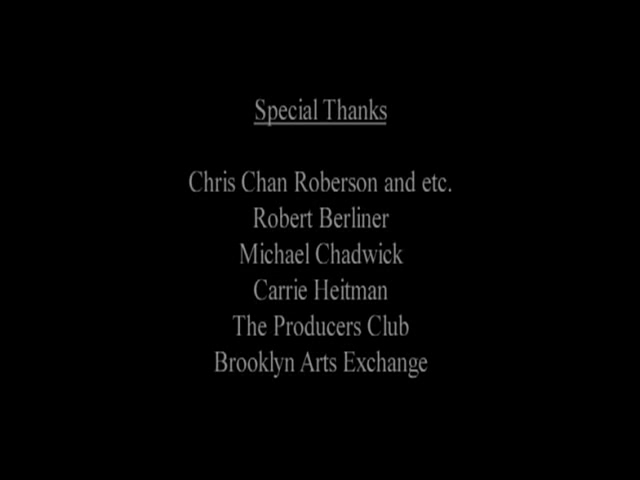 Special Thanks
Chris Chan Roberson and etc.
Robert Berliner
Michael Chadwick
Carrie Heitman
The Producers Club
Brooklyn Arts Exchange